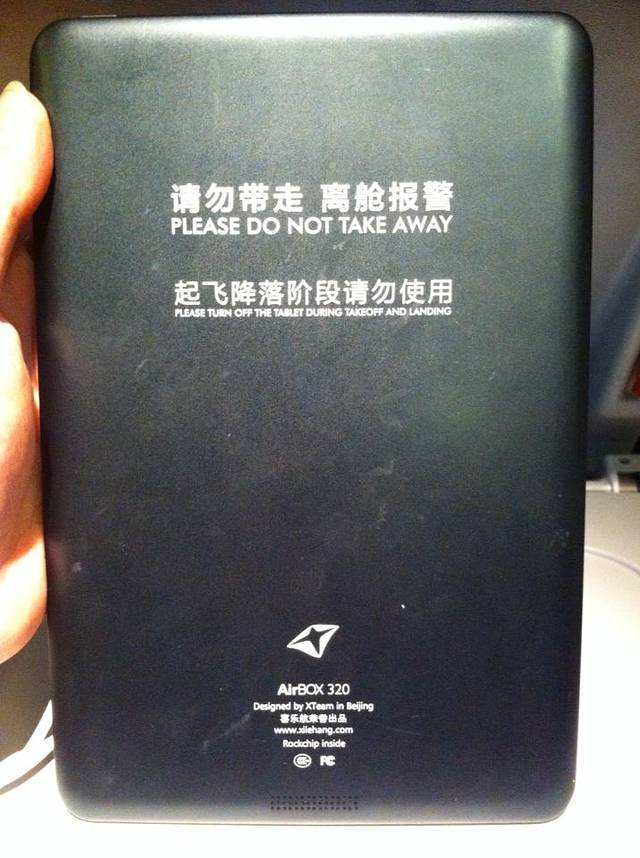 请勿带走 离舱报警
PLEASE DO NOT TAKE AWAY
起飞降落阶段请勿使用
PLEASE TURN OFF THE TABLET DURING TAKEOFF AND LANDING
AirBOX 320
Designed by XTeam in Beijing
喜乐航荣誉出品
www.xilehang.com
Rockchip inside
CCC FC